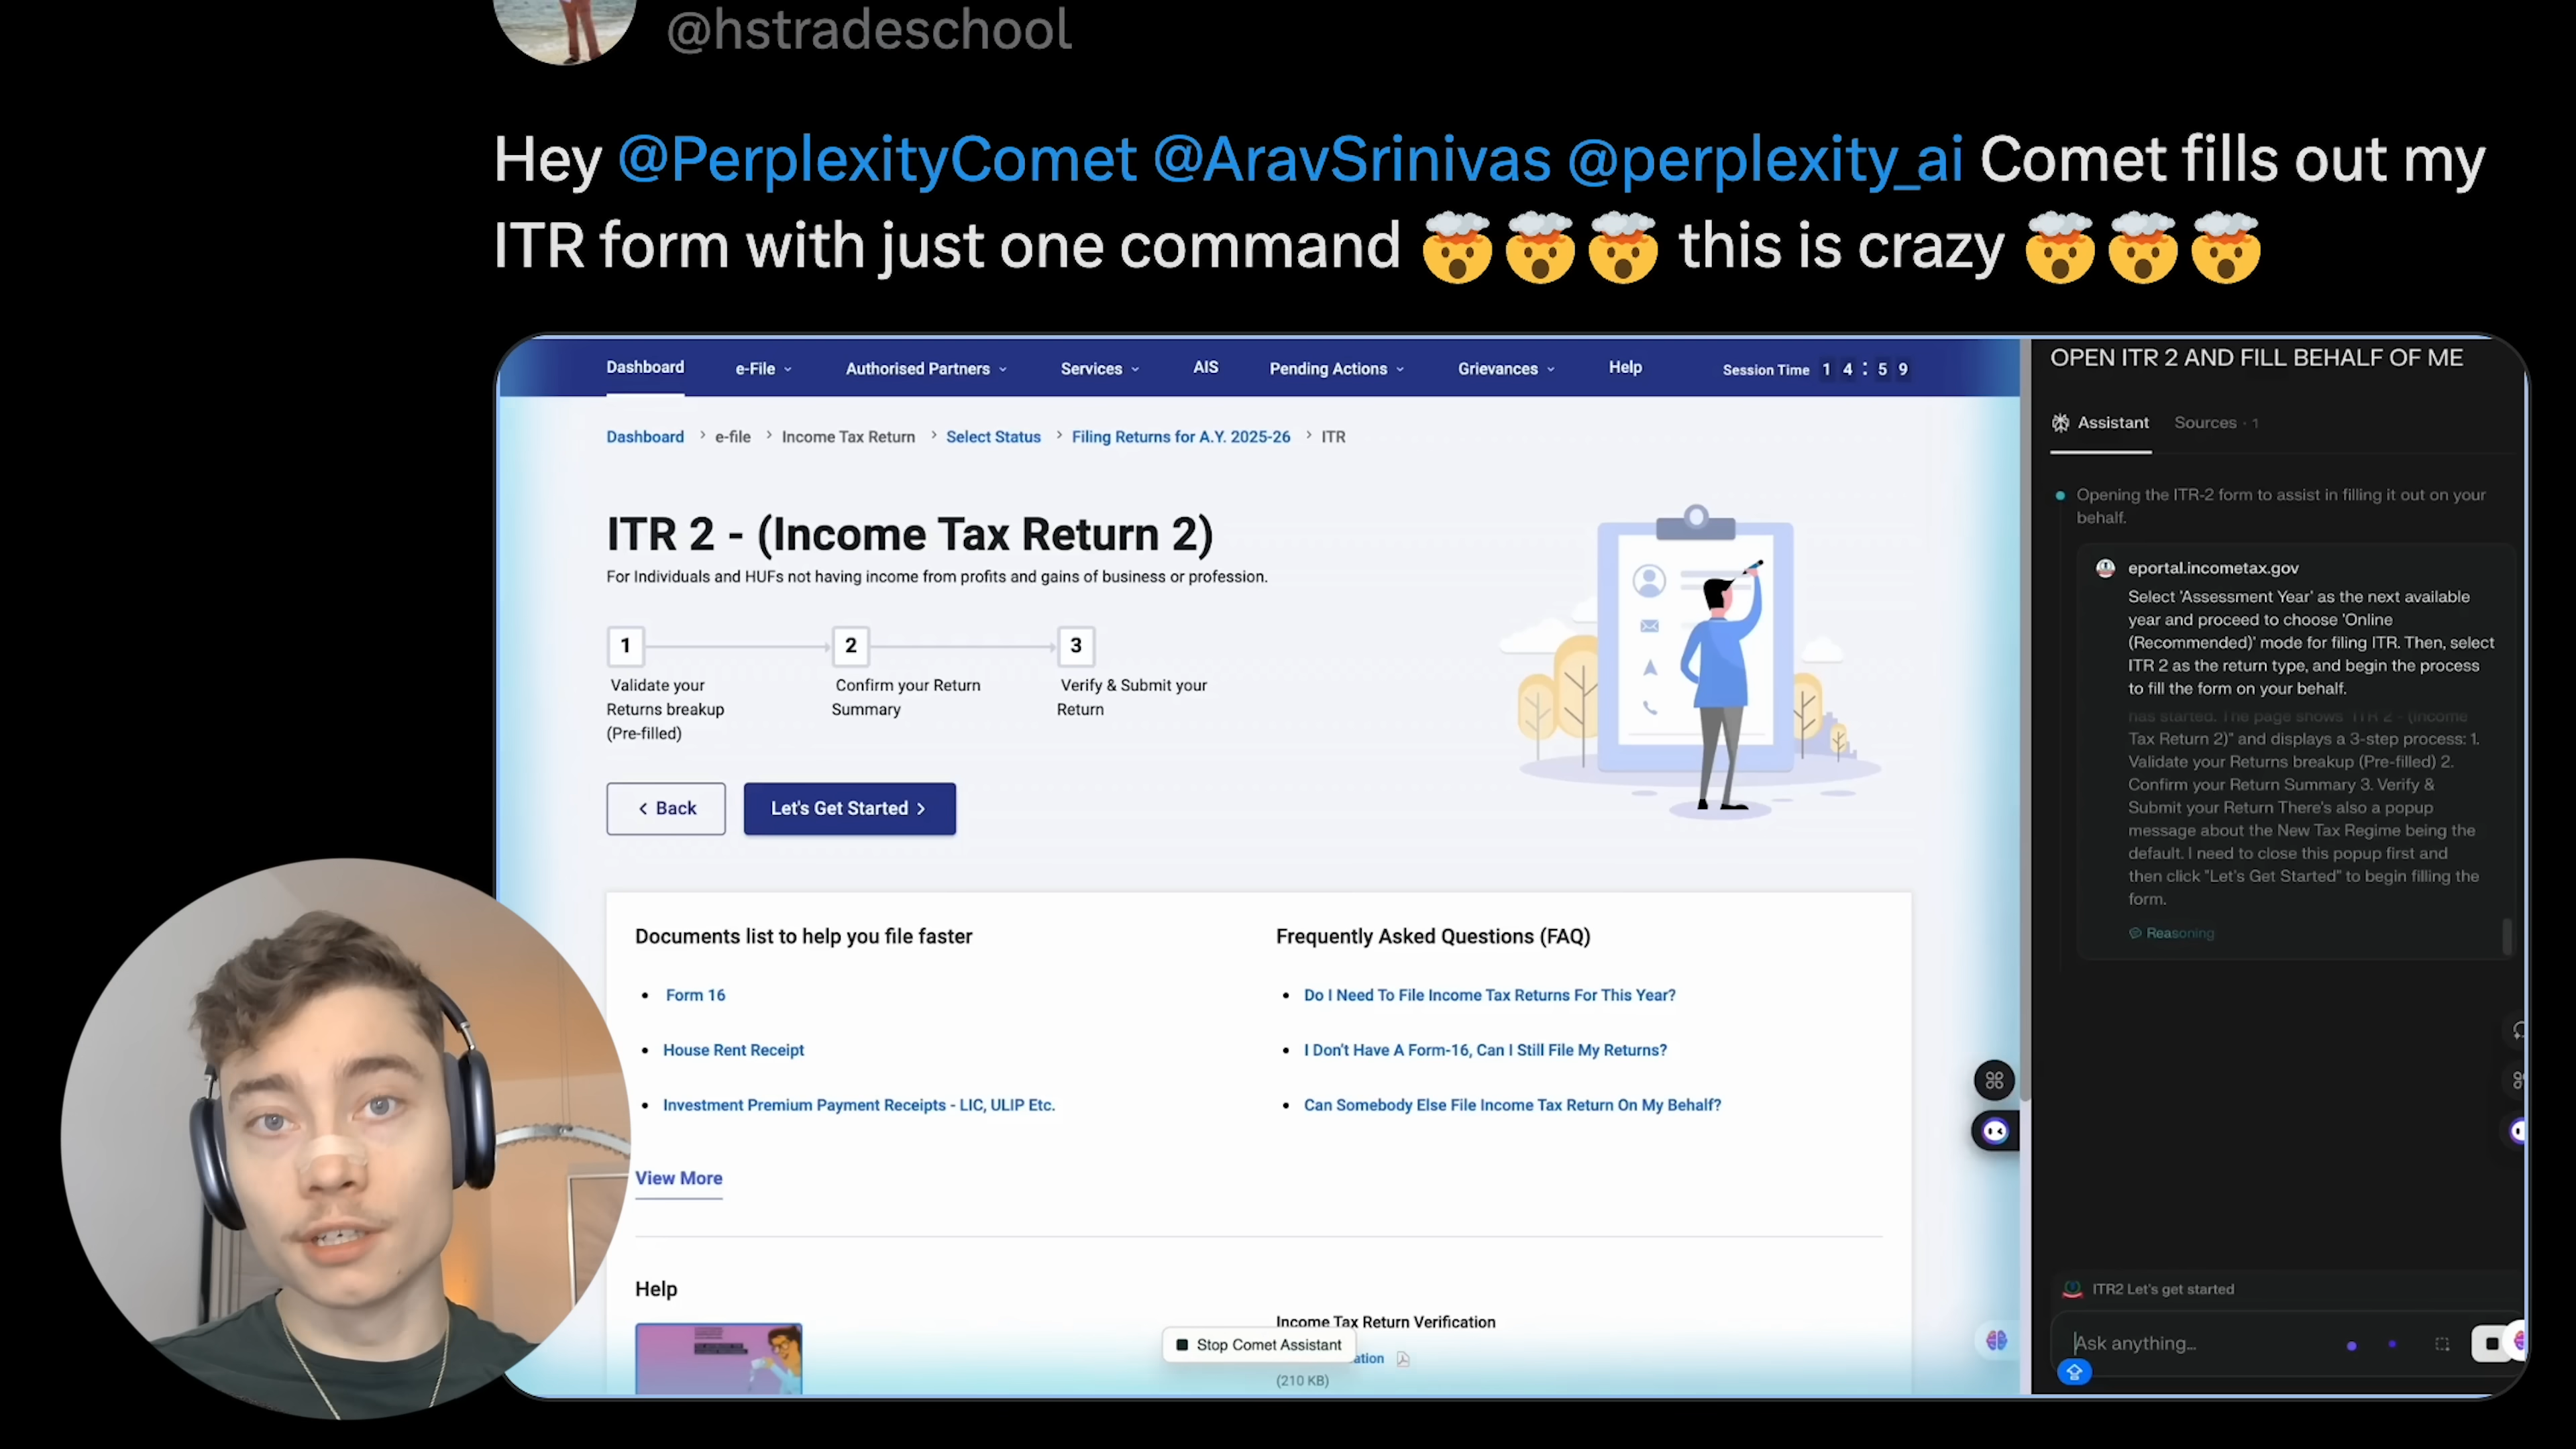 @hstradeschool
Hey @PerplexityComet @AravSrinivas @perplexity_ai Comet fills out my
ITR form with just one command 🤯🤯🤯 this is crazy 🤯🤯🤯
Dashboard e-File Authorised Partners Services AIS Pending Actions Grievances Help Session Time 1 4 : 5 9
Dashboard > e-file > Income Tax Return > Select Status > Filing Returns for A.Y. 2025-26 > ITR
ITR 2 - (Income Tax Return 2)
For Individuals and HUFs not having income from profits and gains of business or profession.
1 2 3
Validate your
Returns breakup
(Pre-filled)
Confirm your Return
Summary
Verify & Submit your
Return
< Back
Let's Get Started >
Documents list to help you file faster
• Form 16
• House Rent Receipt
• Investment Premium Payment Receipts - LIC, ULIP Etc.
View More
Frequently Asked Questions (FAQ)
• Do I Need To File Income Tax Returns For This Year?
• I Don't Have A Form-16, Can I Still File My Returns?
• Can Somebody Else File Income Tax Return On My Behalf?
Help
Income Tax Return Verification
ation
(210 KB)
Stop Comet Assistant
OPEN ITR 2 AND FILL BEHALF OF ME
Assistant Sources · 1
Opening the ITR-2 form to assist in filling it out on your
behalf.
eportal.incometax.gov
Select 'Assessment Year' as the next available
year and proceed to choose 'Online
(Recommended)' mode for filing ITR. Then, select
ITR 2 as the return type, and begin the process
to fill the form on your behalf.
has started. The page shows "ITR 2 - (Income
Tax Return 2)" and displays a 3-step process: 1.
Validate your Returns breakup (Pre-filled) 2.
Confirm your Return Summary 3. Verify &
Submit your Return There's also a popup
message about the New Tax Regime being the
default. I need to close this popup first and
then click "Let's Get Started" to begin filling the
form.
Reasoning
ITR2 Let's get started
Ask anything...